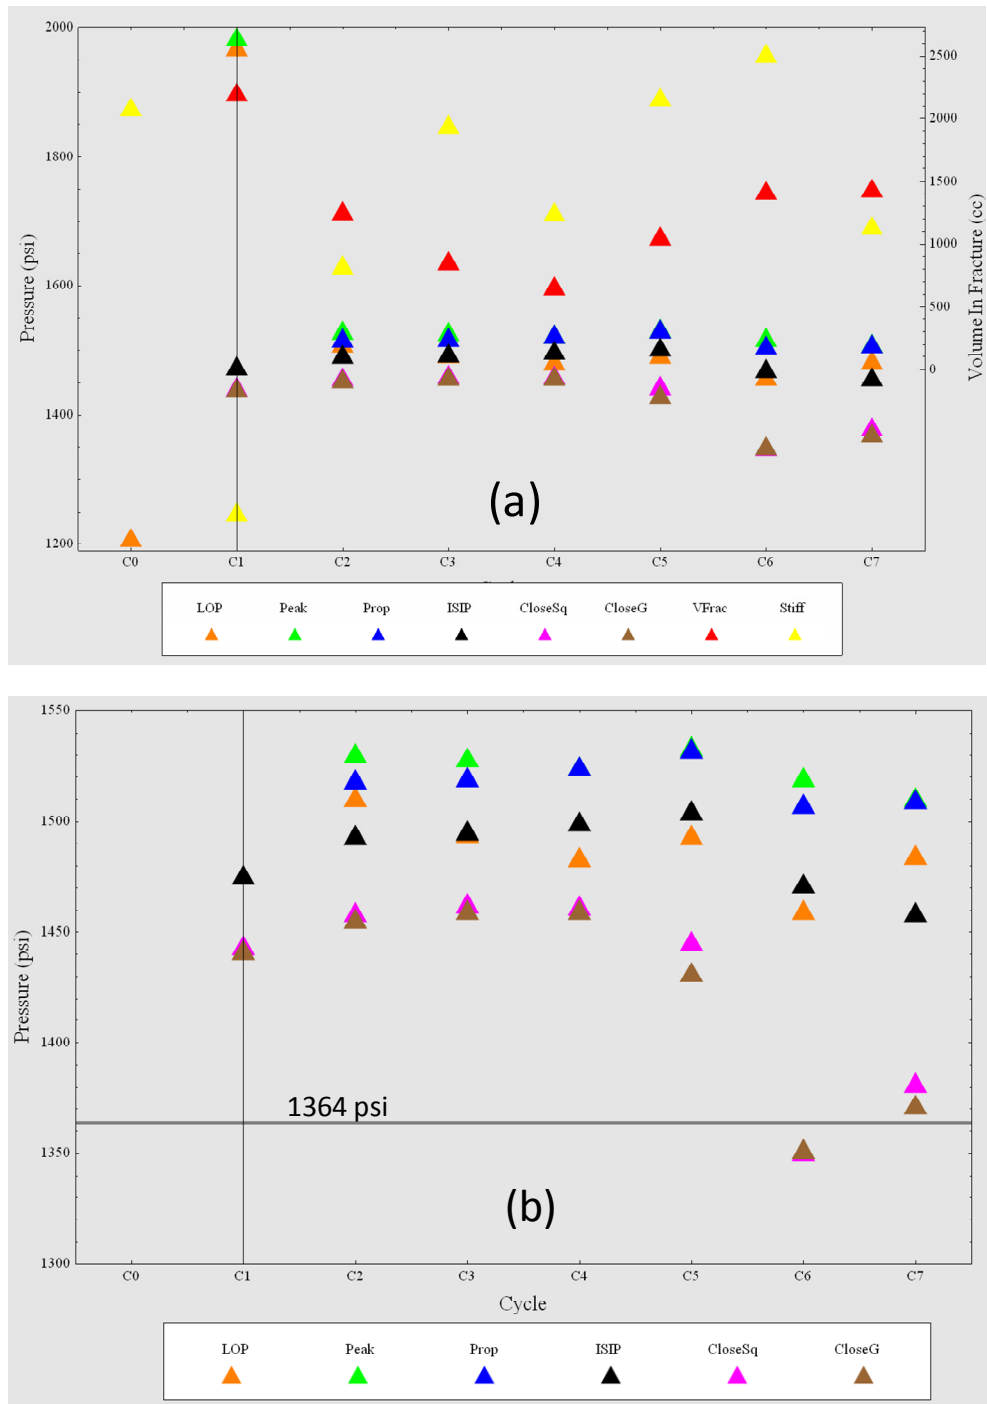 2000
1800
1600
1400
1200
Pressure (psi)
2500
2000
1500
1000
500
0
Volume In Fracture (cc)
(a)
C0 C1 C2 C3 C4 C5 C6 C7
LOP Peak Prop ISIP CloseSq CloseG VFrac Stiff
1550
1500
1450
1400
1350
1300
Pressure (psi)
1364 psi
(b)
C0 C1 C2 C3 C4 C5 C6 C7
Cycle
LOP Peak Prop ISIP CloseSq CloseG